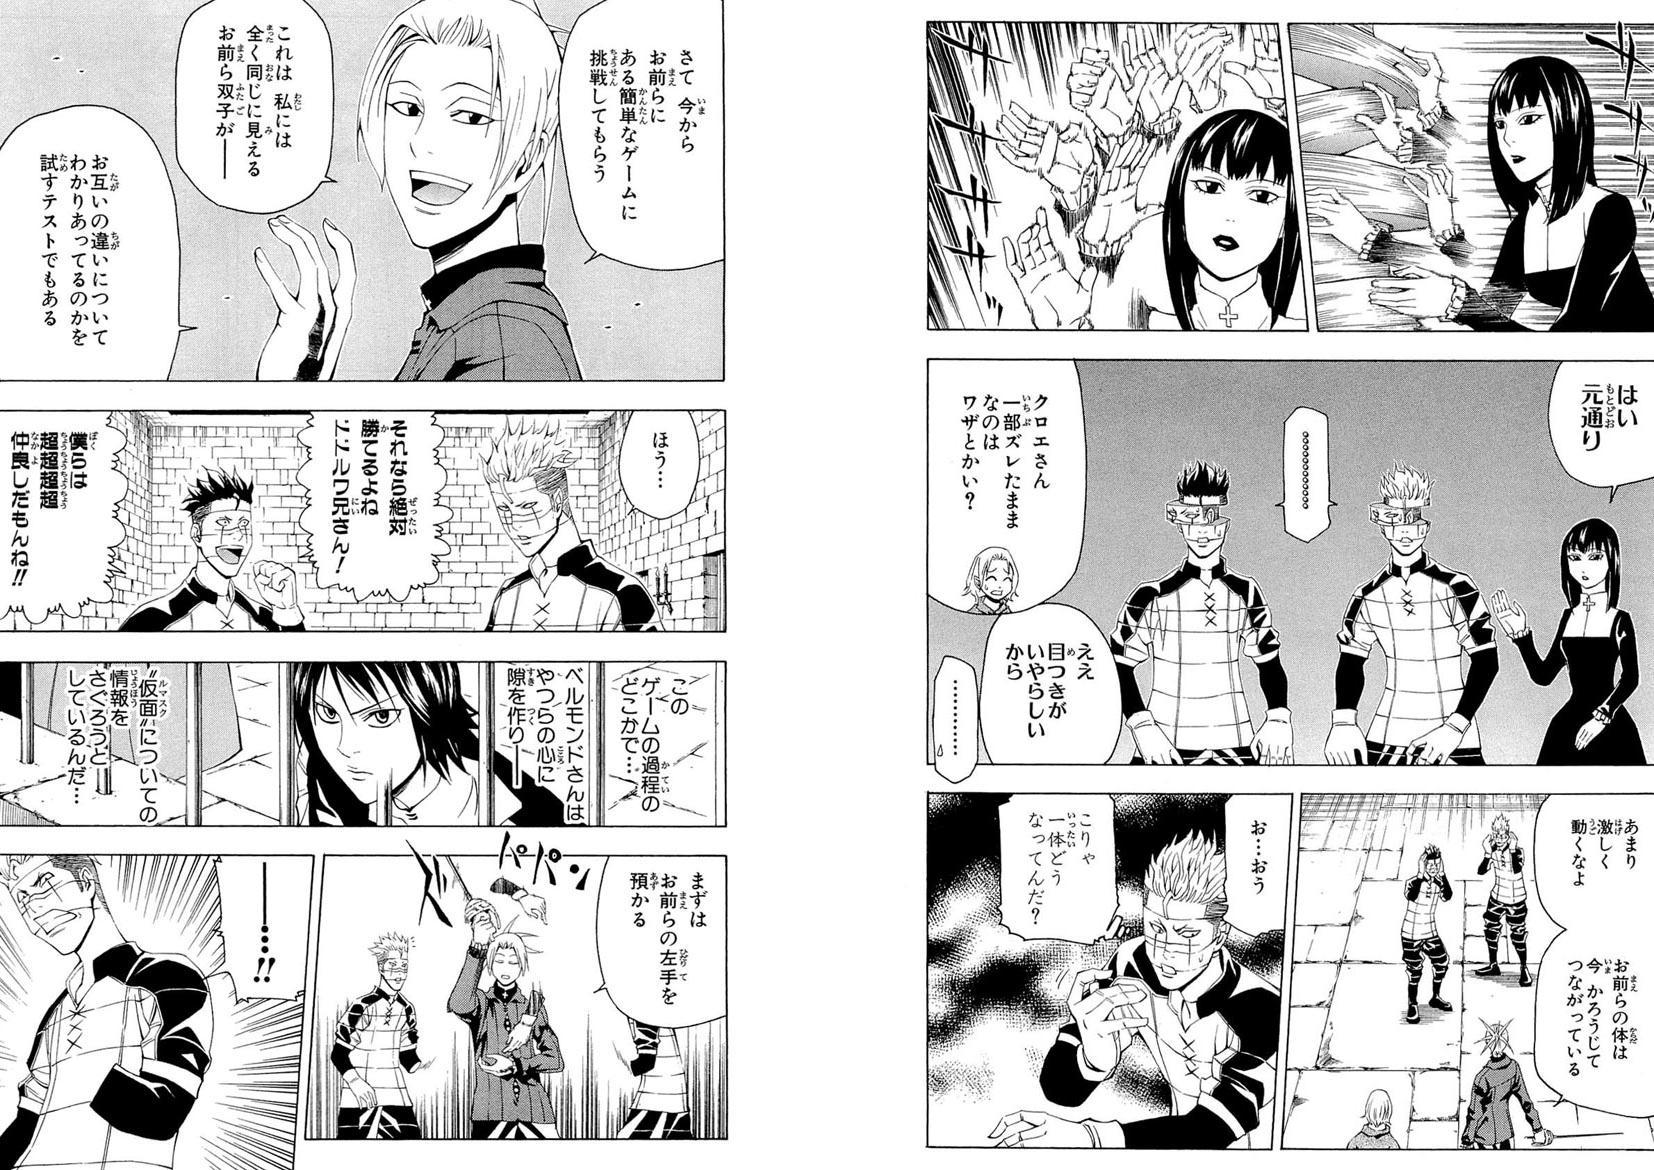 はい
元通り
………………
クロエさん
一部ズレたまま
なのは
ワザとかい？
ええ
目つきが
いやらしい
から
…………
あまり
激しく
動くなよ
お前らの体は
今 かろうじて
つながっている
お…おう
こりゃ
一体どう
なってんだ？
さて 今から
お前らに
ある簡単なゲームに
挑戦してもらう
これは 私には
全く同じに見える
お前ら双子が──
お互いの違いについて
わかりあってるのかを
試すテストでもある
ほう…
それなら絶対
勝てるよね
兄さん！
僕らは
超超超超
仲良しだもんね!!
この
ゲームの過程の
どこかで…
ベルモンドさんは
やつらの心に
隙を作り──
〝仮面〟についての
情報を
さぐろうと
しているんだ…
まずは
お前らの左手を
預かる
パパン
──…!!